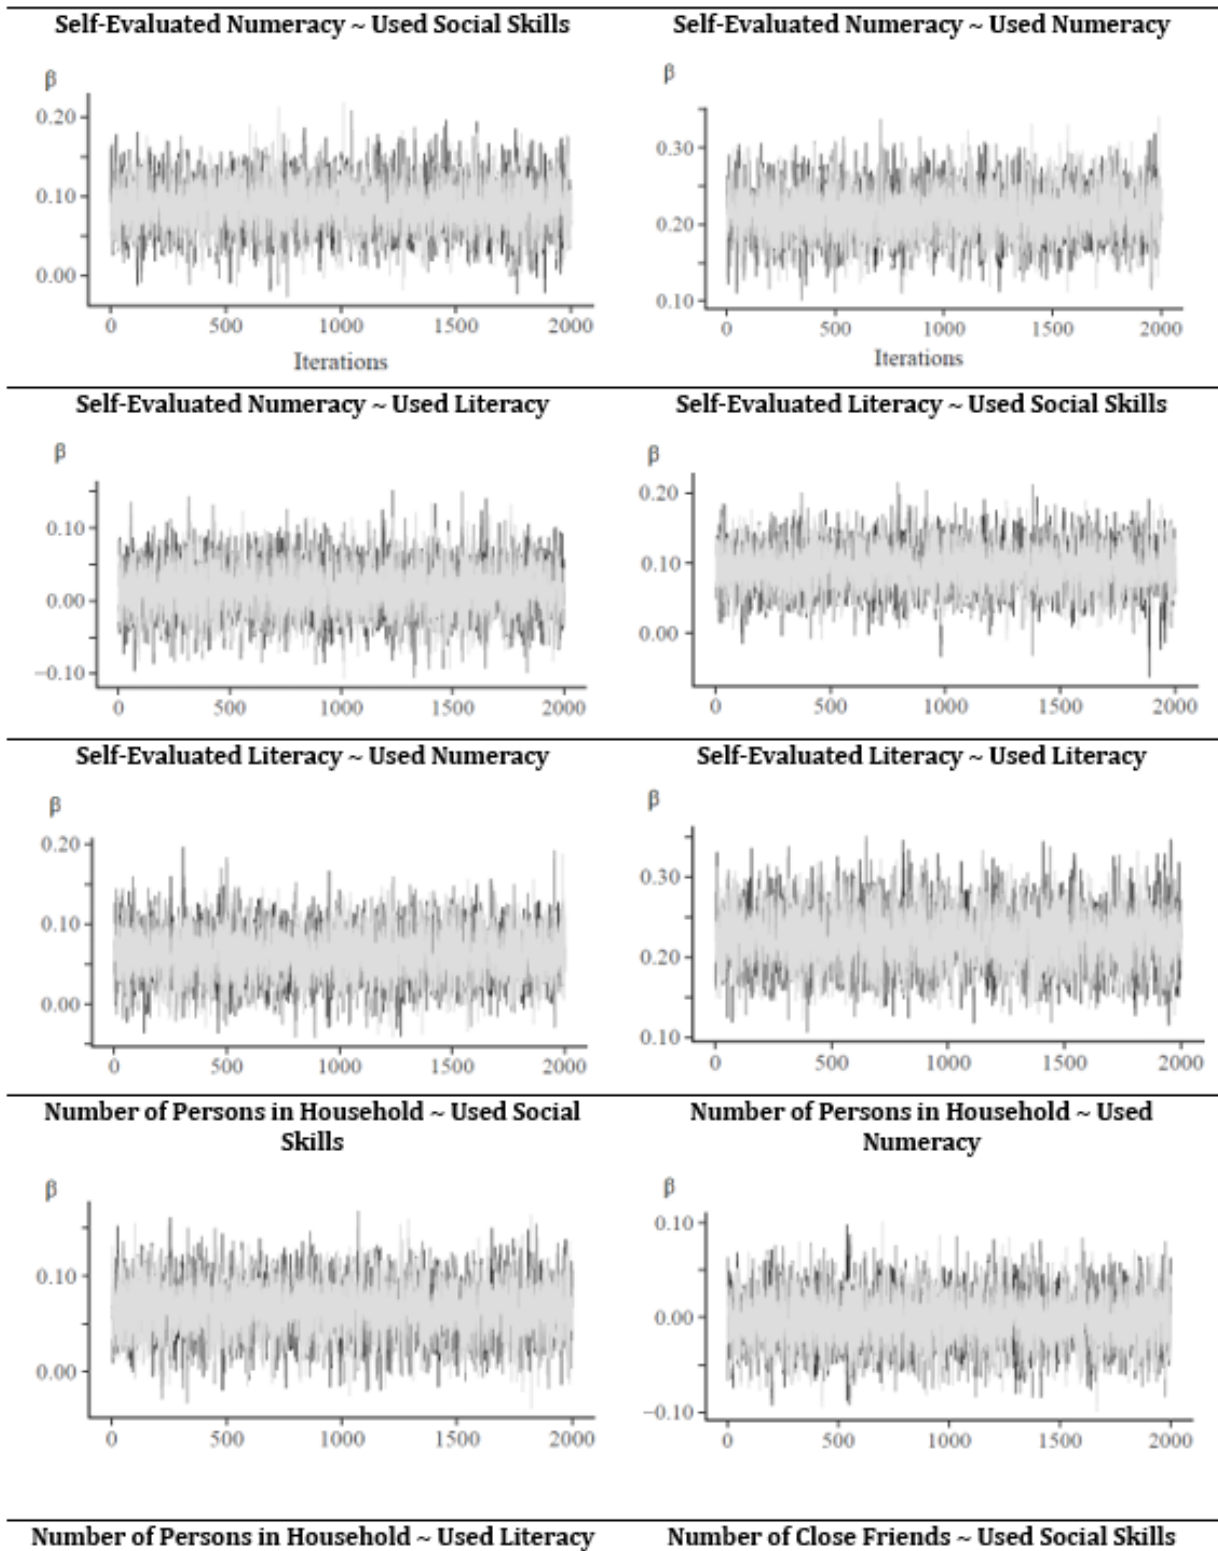 Self-Evaluated Numeracy ~ Used Social Skills
Self-Evaluated Numeracy ~ Used Numeracy
β
0.20
0.10
0.00
0 500 1000 1500 2000
Iterations
β
0.30
0.20
0.10
0 500 1000 1500 2000
Iterations
Self-Evaluated Numeracy ~ Used Literacy
Self-Evaluated Literacy ~ Used Social Skills
β
0.10
0.00
−0.10
0 500 1000 1500 2000
β
0.20
0.10
0.00
0 500 1000 1500 2000
Self-Evaluated Literacy ~ Used Numeracy
Self-Evaluated Literacy ~ Used Literacy
β
0.20
0.10
0.00
0 500 1000 1500 2000
β
0.30
0.20
0.10
0 500 1000 1500 2000
Number of Persons in Household ~ Used Social
Skills
Number of Persons in Household ~ Used
Numeracy
β
0.10
0.00
0 500 1000 1500 2000
β
0.10
0.00
−0.10
0 500 1000 1500 2000
Number of Persons in Household ~ Used Literacy
Number of Close Friends ~ Used Social Skills